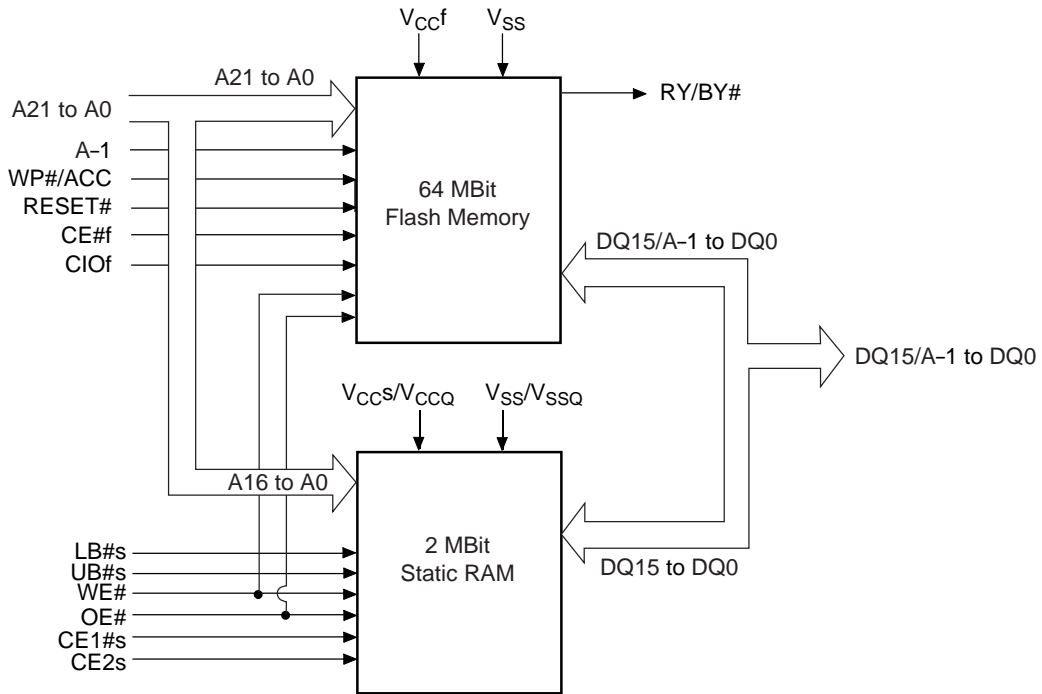 VCCf
VSS
A21 to A0
A21 to A0
RY/BY#
A–1
WP#/ACC
RESET#
CE#f
CIOf
64 MBit
Flash Memory
DQ15/A–1 to DQ0
DQ15/A–1 to DQ0
VCCs/VCCQ
VSS/VSSQ
A16 to A0
2 MBit
Static RAM
LB#s
UB#s
WE#
OE#
CE1#s
CE2s
DQ15 to DQ0